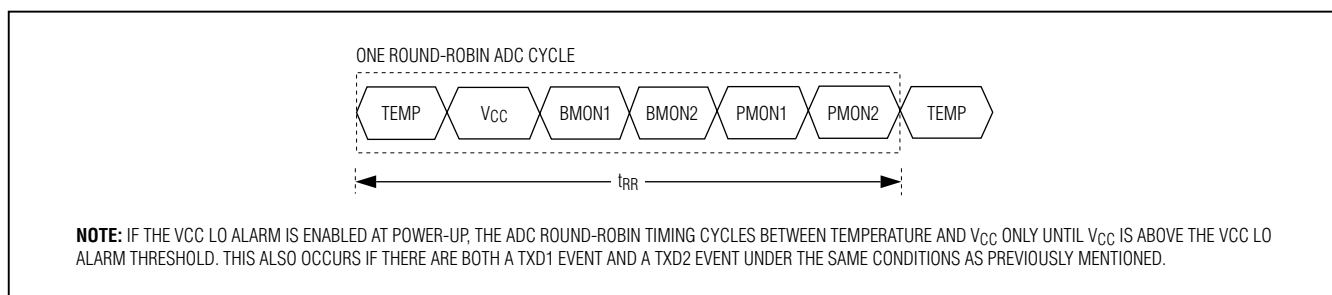 ONE ROUND-ROBIN ADC CYCLE
TEMP VCC BMON1 BMON2 PMON1 PMON2 TEMP
tRR
NOTE: IF THE VCC LO ALARM IS ENABLED AT POWER-UP, THE ADC ROUND-ROBIN TIMING CYCLES BETWEEN TEMPERATURE AND VCC ONLY UNTIL VCC IS ABOVE THE VCC LO
ALARM THRESHOLD. THIS ALSO OCCURS IF THERE ARE BOTH A TXD1 EVENT AND A TXD2 EVENT UNDER THE SAME CONDITIONS AS PREVIOUSLY MENTIONED.